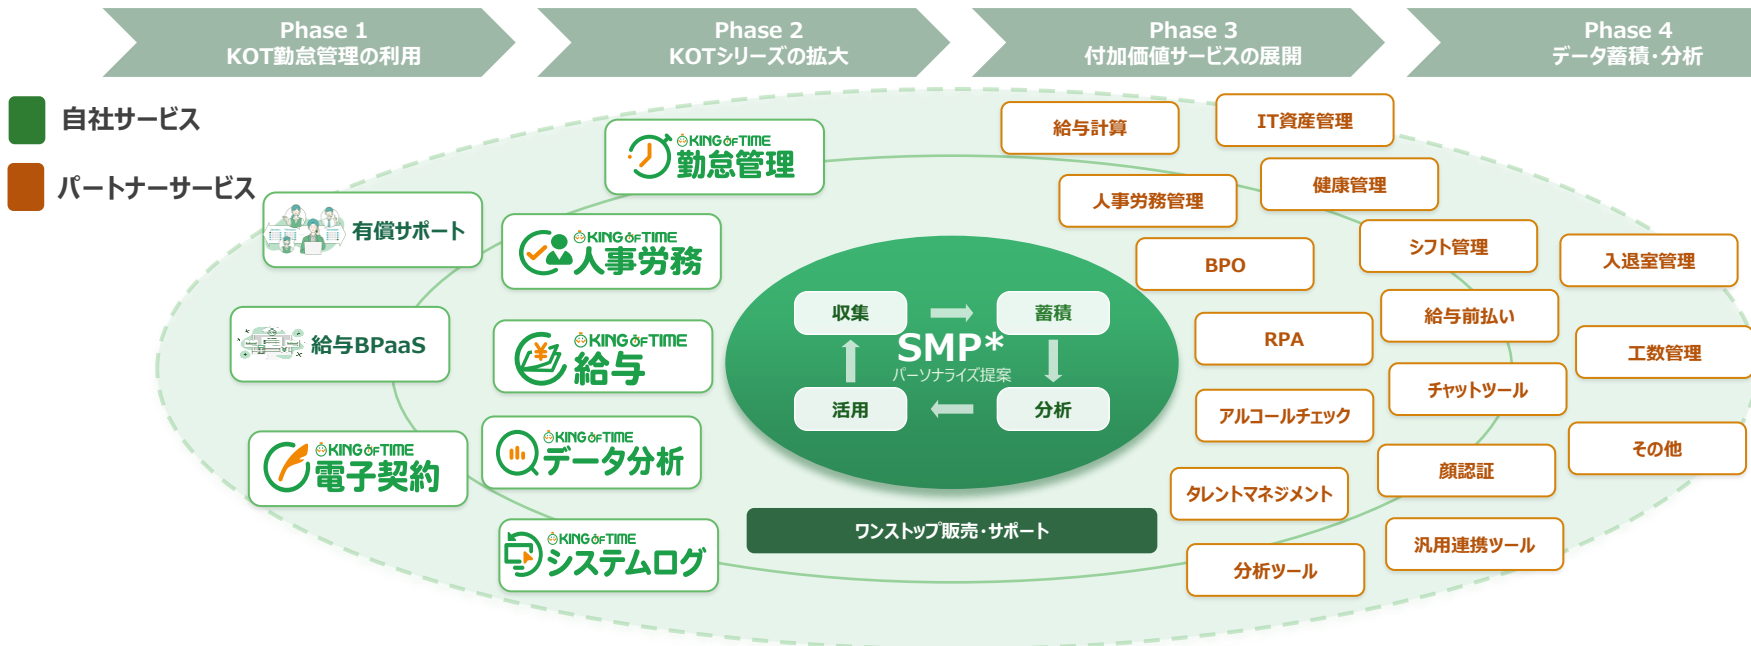 Phase 1
KOT勤怠管理の利用
Phase 2
KOTシリーズの拡大
Phase 3
付加価値サービスの展開
Phase 4
データ蓄積・分析
自社サービス
パートナーサービス
KING OF TIME
勤怠管理
有償サポート
KING OF TIME
人事労務
給与BPaaS
KING OF TIME
給与
KING OF TIME
電子契約
KING OF TIME
データ分析
KING OF TIME
システムログ
収集
蓄積
SMP*
パーソナライズ提案
活用
分析
ワンストップ販売・サポート
給与計算
IT資産管理
人事労務管理
健康管理
BPO
シフト管理
入退室管理
RPA
給与前払い
工数管理
アルコールチェック
チャットツール
その他
タレントマネジメント
顔認証
分析ツール
汎用連携ツール